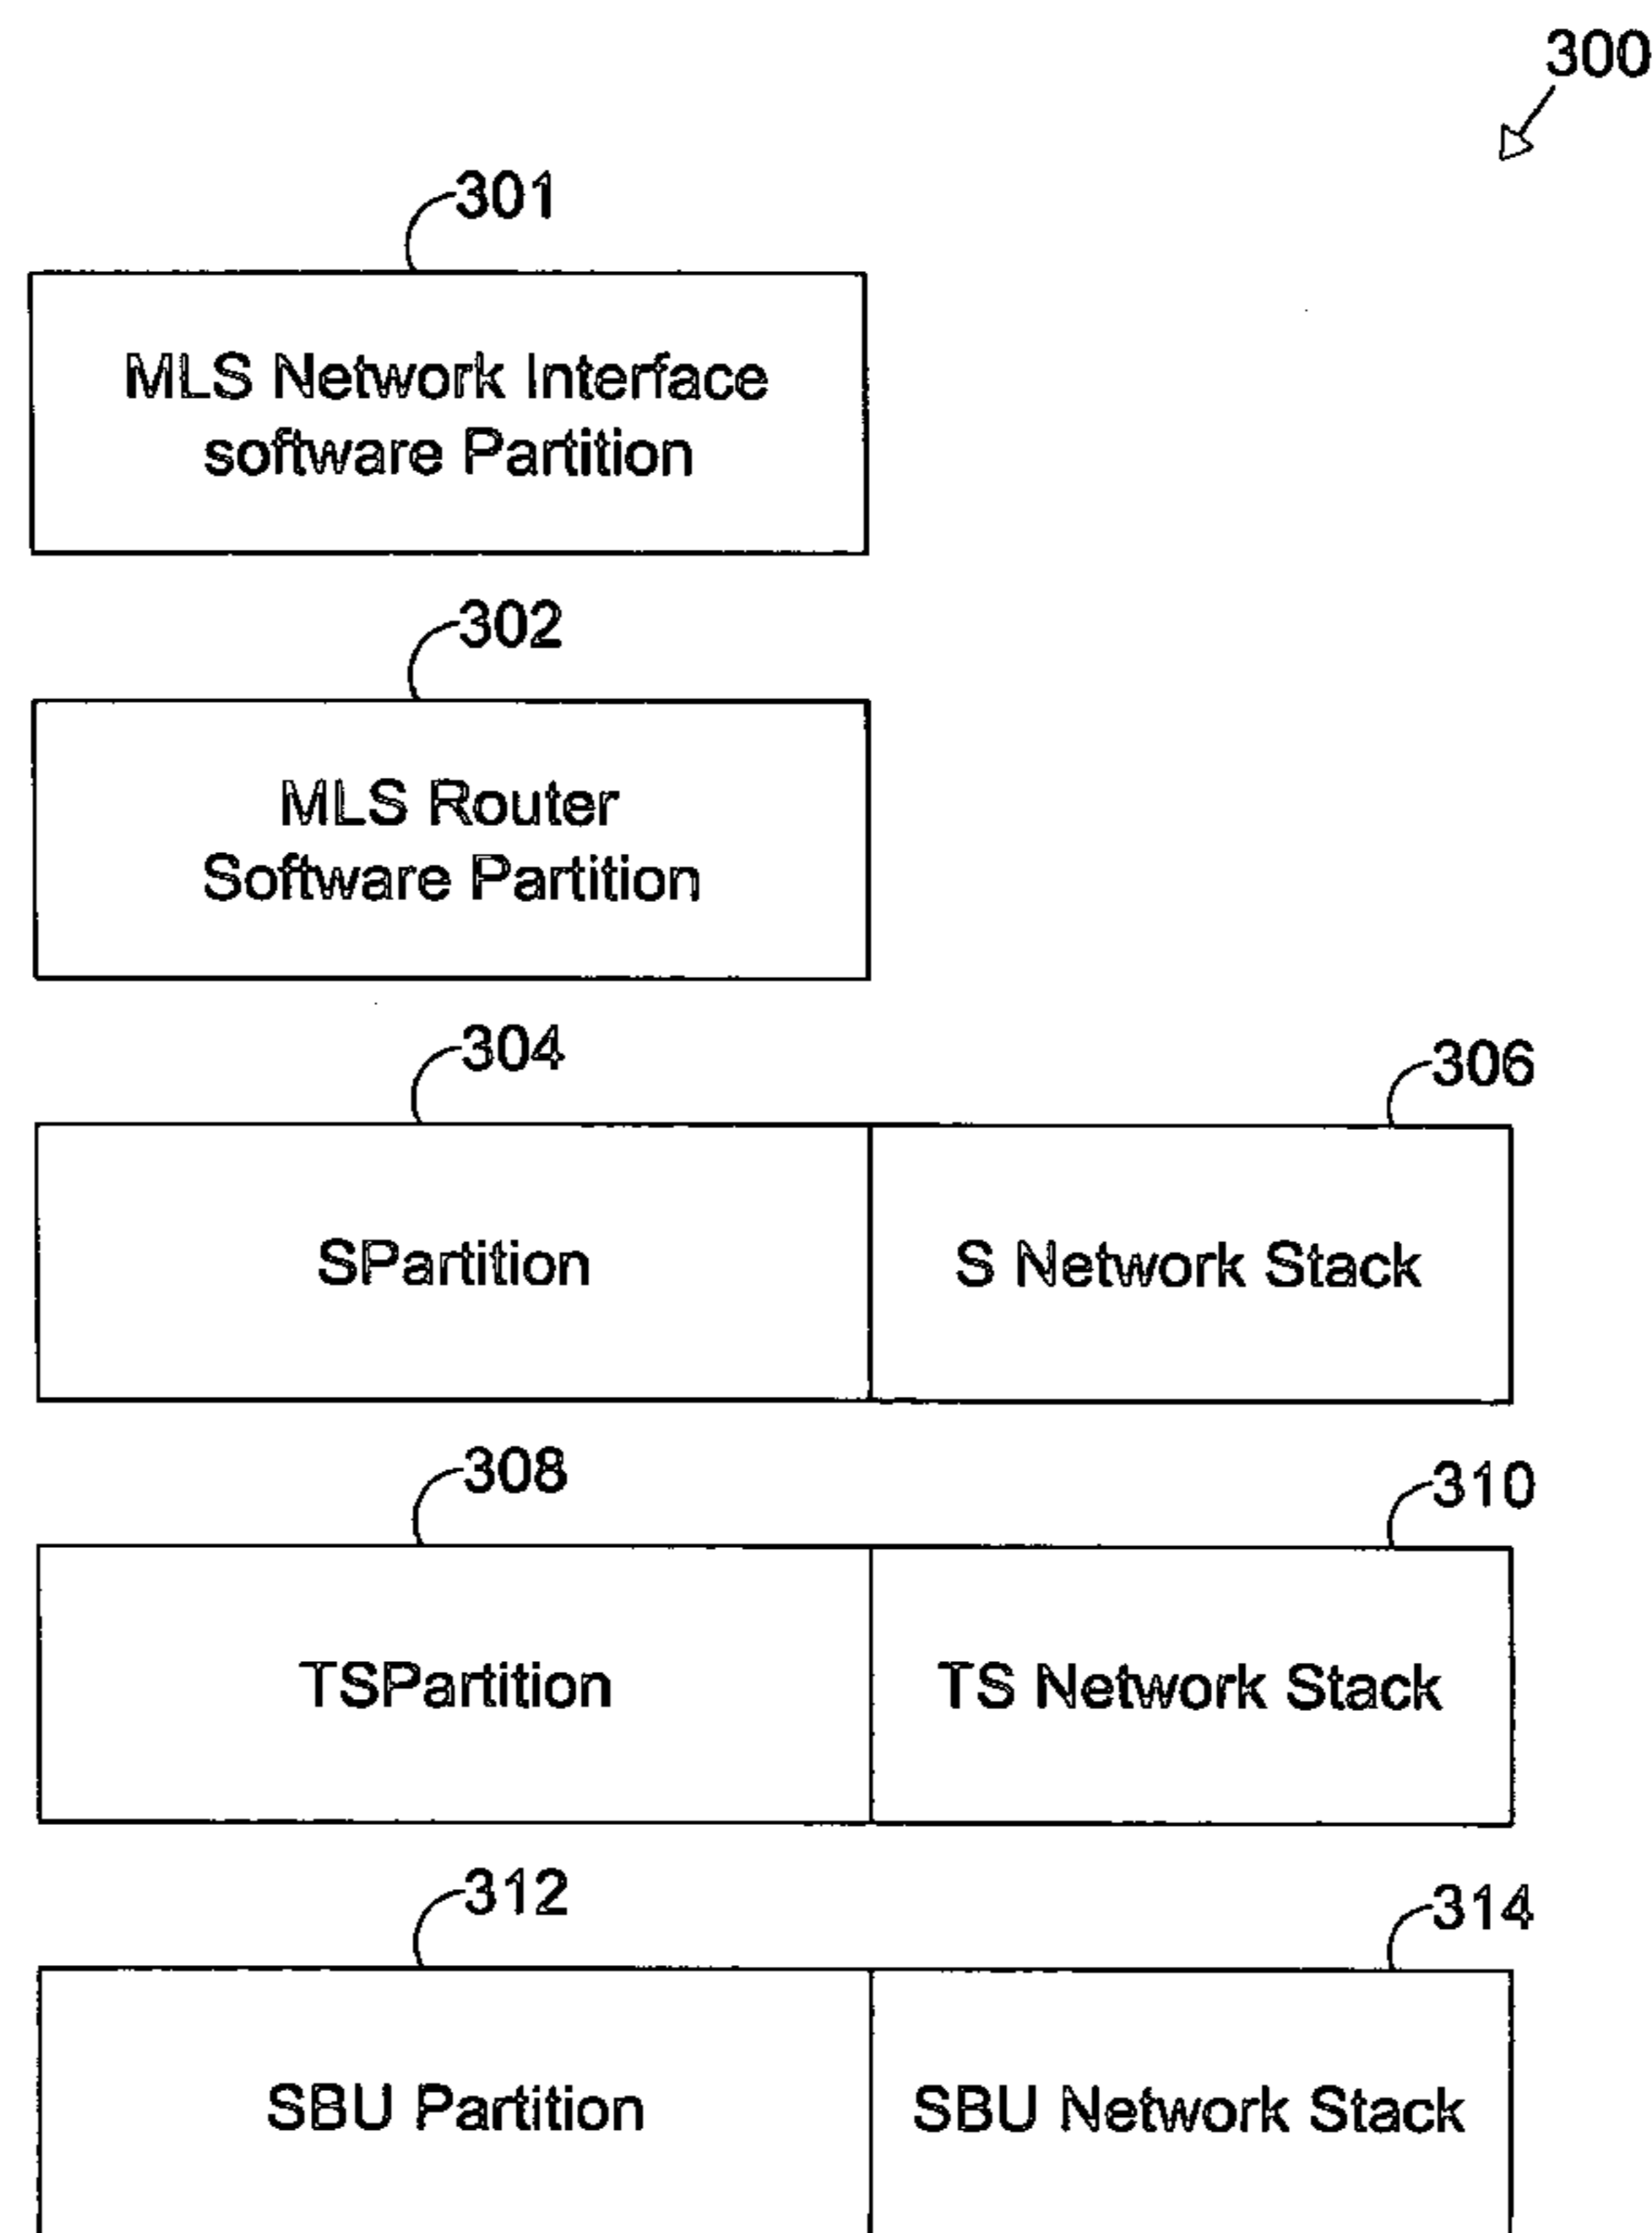 300
301
MLS Network Interface
software Partition
302
MLS Router
Software Partition
304
306
SPartition
S Network Stack
308
310
TSPartition
TS Network Stack
312
314
SBU Partition
SBU Network Stack